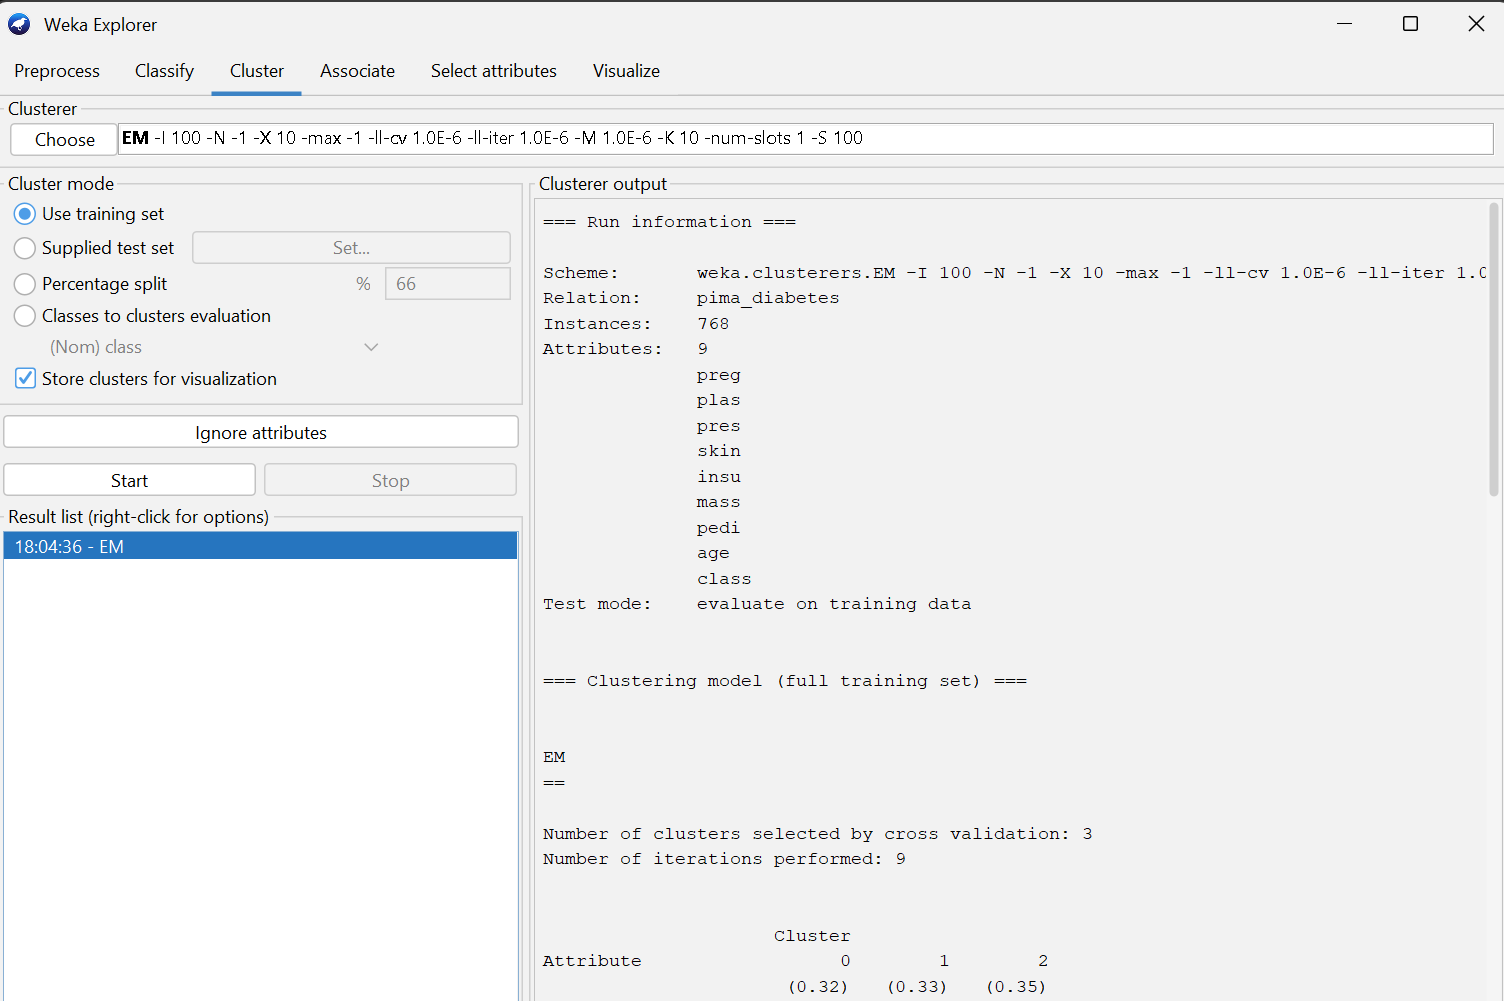 Weka Explorer
Preprocess Classify Cluster Associate Select attributes Visualize
Clusterer
Choose EM -I 100 -N -1 -X 10 -max -1 -ll-cv 1.0E-6 -ll-iter 1.0E-6 -M 1.0E-6 -K 10 -num-slots 1 -S 100
Cluster mode
Use training set
Supplied test set Set...
Percentage split % 66
Classes to clusters evaluation
(Nom) class
Store clusters for visualization
Ignore attributes
Start Stop
Result list (right-click for options)
18:04:36 - EM
Clusterer output
=== Run information ===
Scheme: weka.clusterers.EM -I 100 -N -1 -X 10 -max -1 -ll-cv 1.0E-6 -ll-iter 1.0
Relation: pima_diabetes
Instances: 768
Attributes: 9
preg
plas
pres
skin
insu
mass
pedi
age
class
Test mode: evaluate on training data
=== Clustering model (full training set) ===
EM
==
Number of clusters selected by cross validation: 3
Number of iterations performed: 9
Cluster
Attribute 0 1 2
(0.32) (0.33) (0.35)